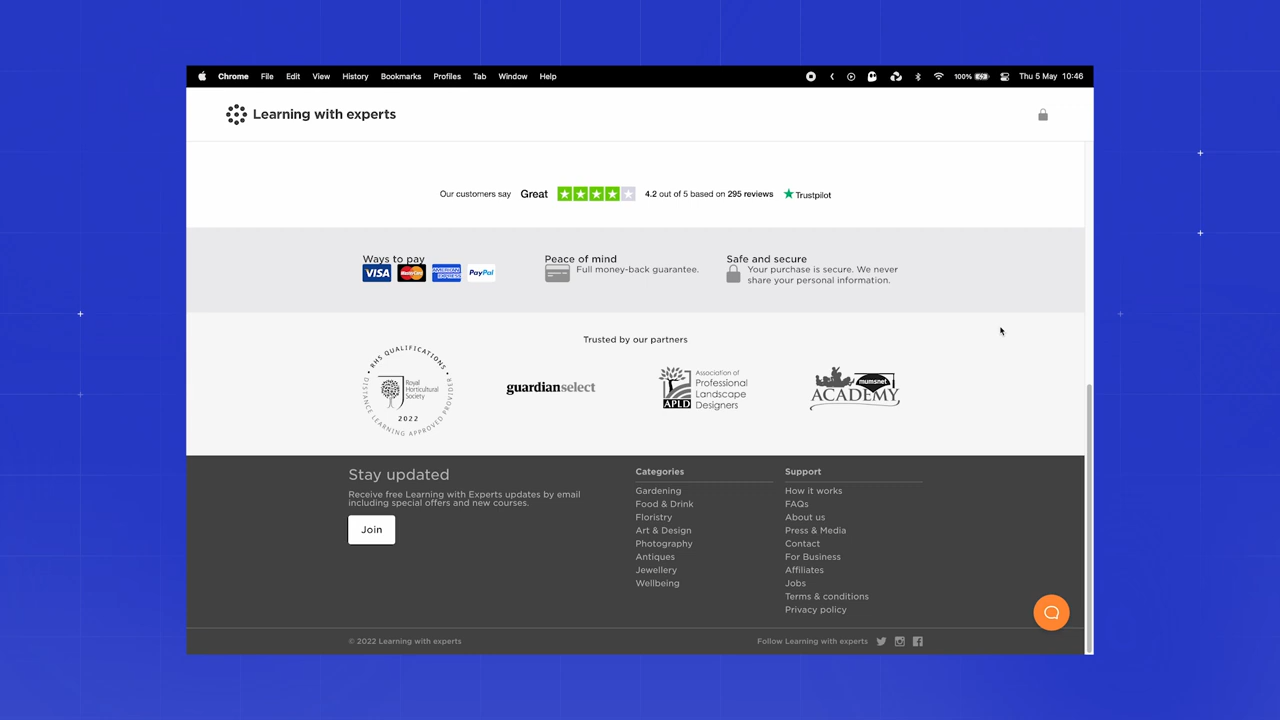 Chrome File Edit View History Bookmarks Profiles Tab Window Help 100% Thu 5 May 10:46
Learning with experts
Our customers say Great 4.2 out of 5 based on 295 reviews Trustpilot
Ways to pay
VISA MasterCard AMERICAN EXPRESS PayPal
Peace of mind
Full money-back guarantee.
Safe and secure
Your purchase is secure. We never
share your personal information.
Trusted by our partners
• RHS QUALIFICATIONS •
DISTANCE LEARNING APPROVED PROVIDER
Royal
Horticultural
Society
2022
guardianselect
Association of
Professional
Landscape
Designers
APLD
mumsnet
ACADEMY
Stay updated
Receive free Learning with Experts updates by email
including special offers and new courses.
Join
Categories
Gardening
Food & Drink
Floristry
Art & Design
Photography
Antiques
Jewellery
Wellbeing
Support
How it works
FAQs
About us
Press & Media
Contact
For Business
Affiliates
Jobs
Terms & conditions
Privacy policy
© 2022 Learning with experts
Follow Learning with experts